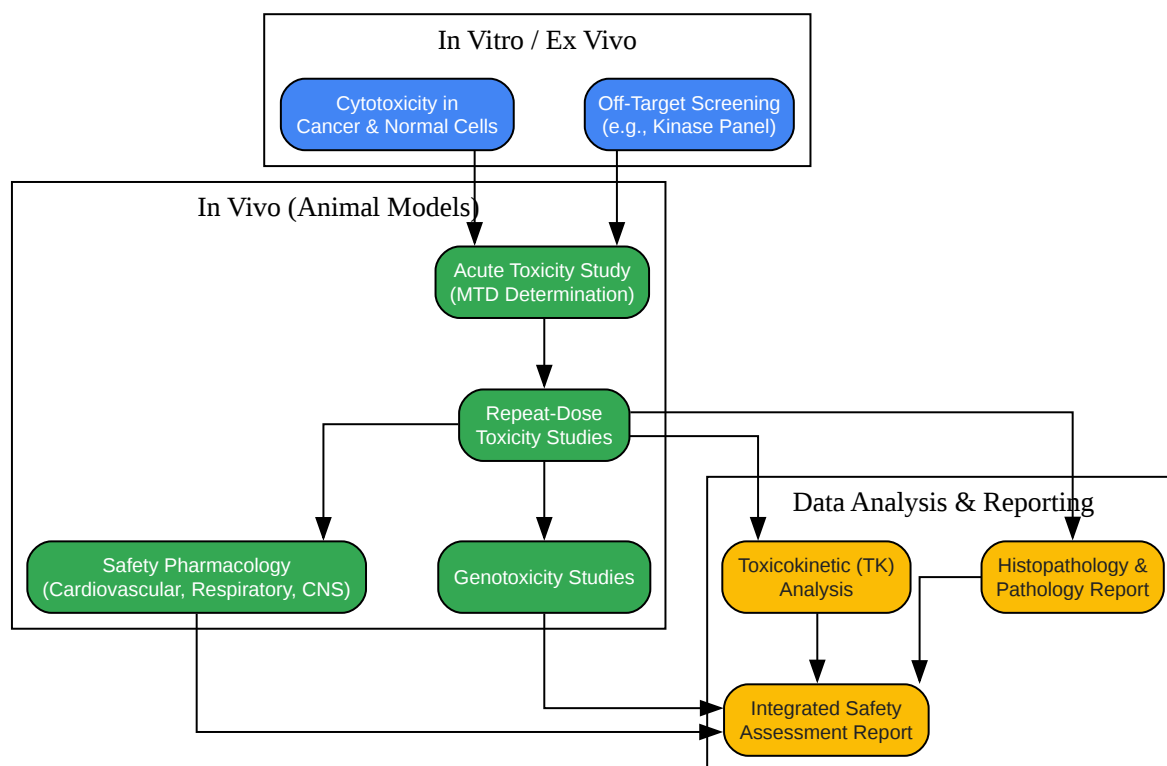 In Vitro / Ex Vivo
Cytotoxicity in
Cancer & Normal Cells
Off-Target Screening
(e.g., Kinase Panel)
In Vivo (Animal Models)
Acute Toxicity Study
(MTD Determination)
Repeat-Dose
Toxicity Studies
Safety Pharmacology
(Cardiovascular, Respiratory, CNS)
Genotoxicity Studies
Data Analysis & Reporting
Toxicokinetic (TK)
Analysis
Histopathology &
Pathology Report
Integrated Safety
Assessment Report